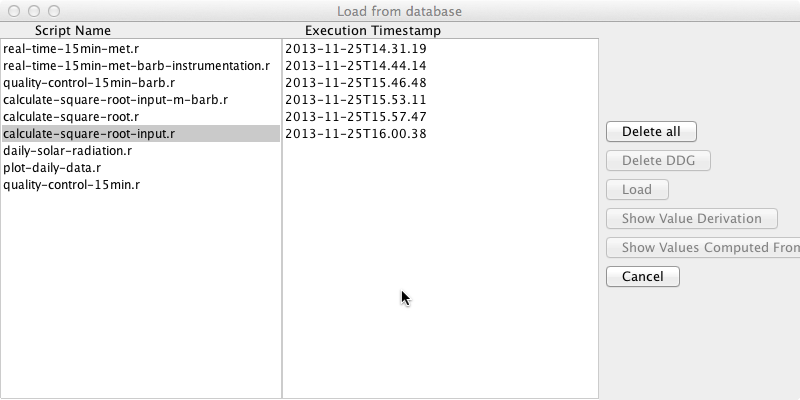 Load from database
Script Name Execution Timestamp
real-time-15min-met.r 2013-11-25T14.31.19
real-time-15min-met-barb-instrumentation.r 2013-11-25T14.44.14
quality-control-15min-barb.r 2013-11-25T15.46.48
calculate-square-root-input-m-barb.r 2013-11-25T15.53.11
calculate-square-root.r 2013-11-25T15.57.47
calculate-square-root-input.r 2013-11-25T16.00.38
daily-solar-radiation.r
plot-daily-data.r
quality-control-15min.r
Delete all
Delete DDG
Load
Show Value Derivation
Show Values Computed From
Cancel